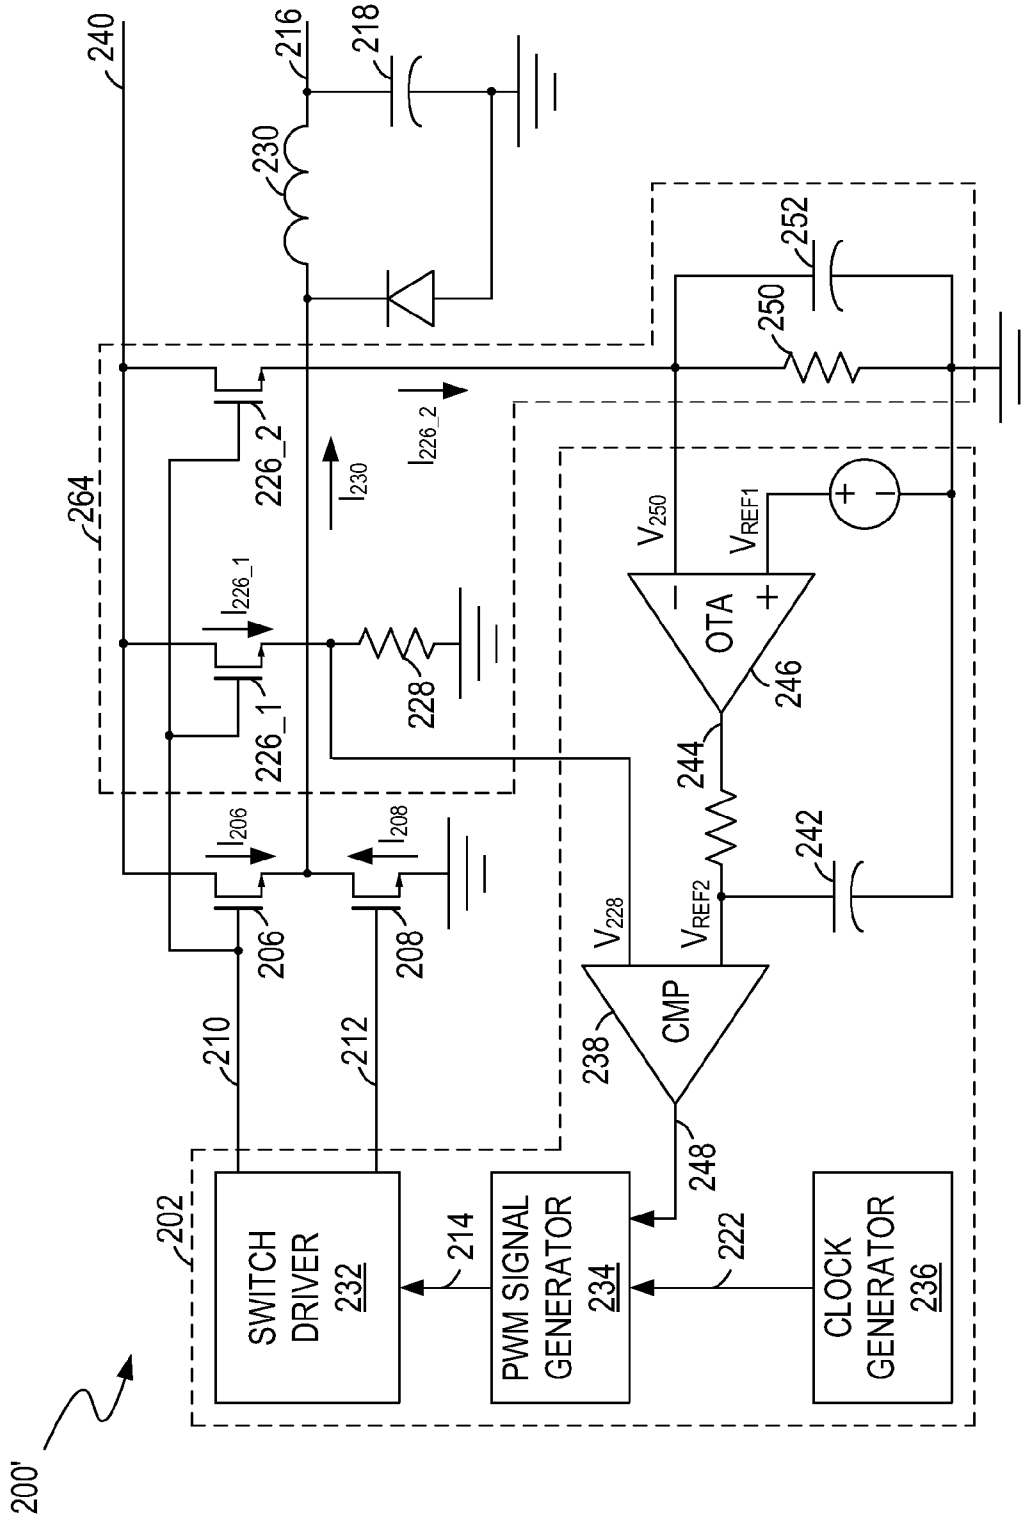 200'
202
SWITCH
DRIVER
232
214
PWM SIGNAL
GENERATOR
234
222
CLOCK
GENERATOR
236
210
212
248
238
CMP
V228
VREF2
242
244
246
OTA
−
+
V250
VREF1
+
−
206
208
I206
I208
264
226_1
I226_1
228
226_2
I226_2
I230
250
252
230
240
216
218